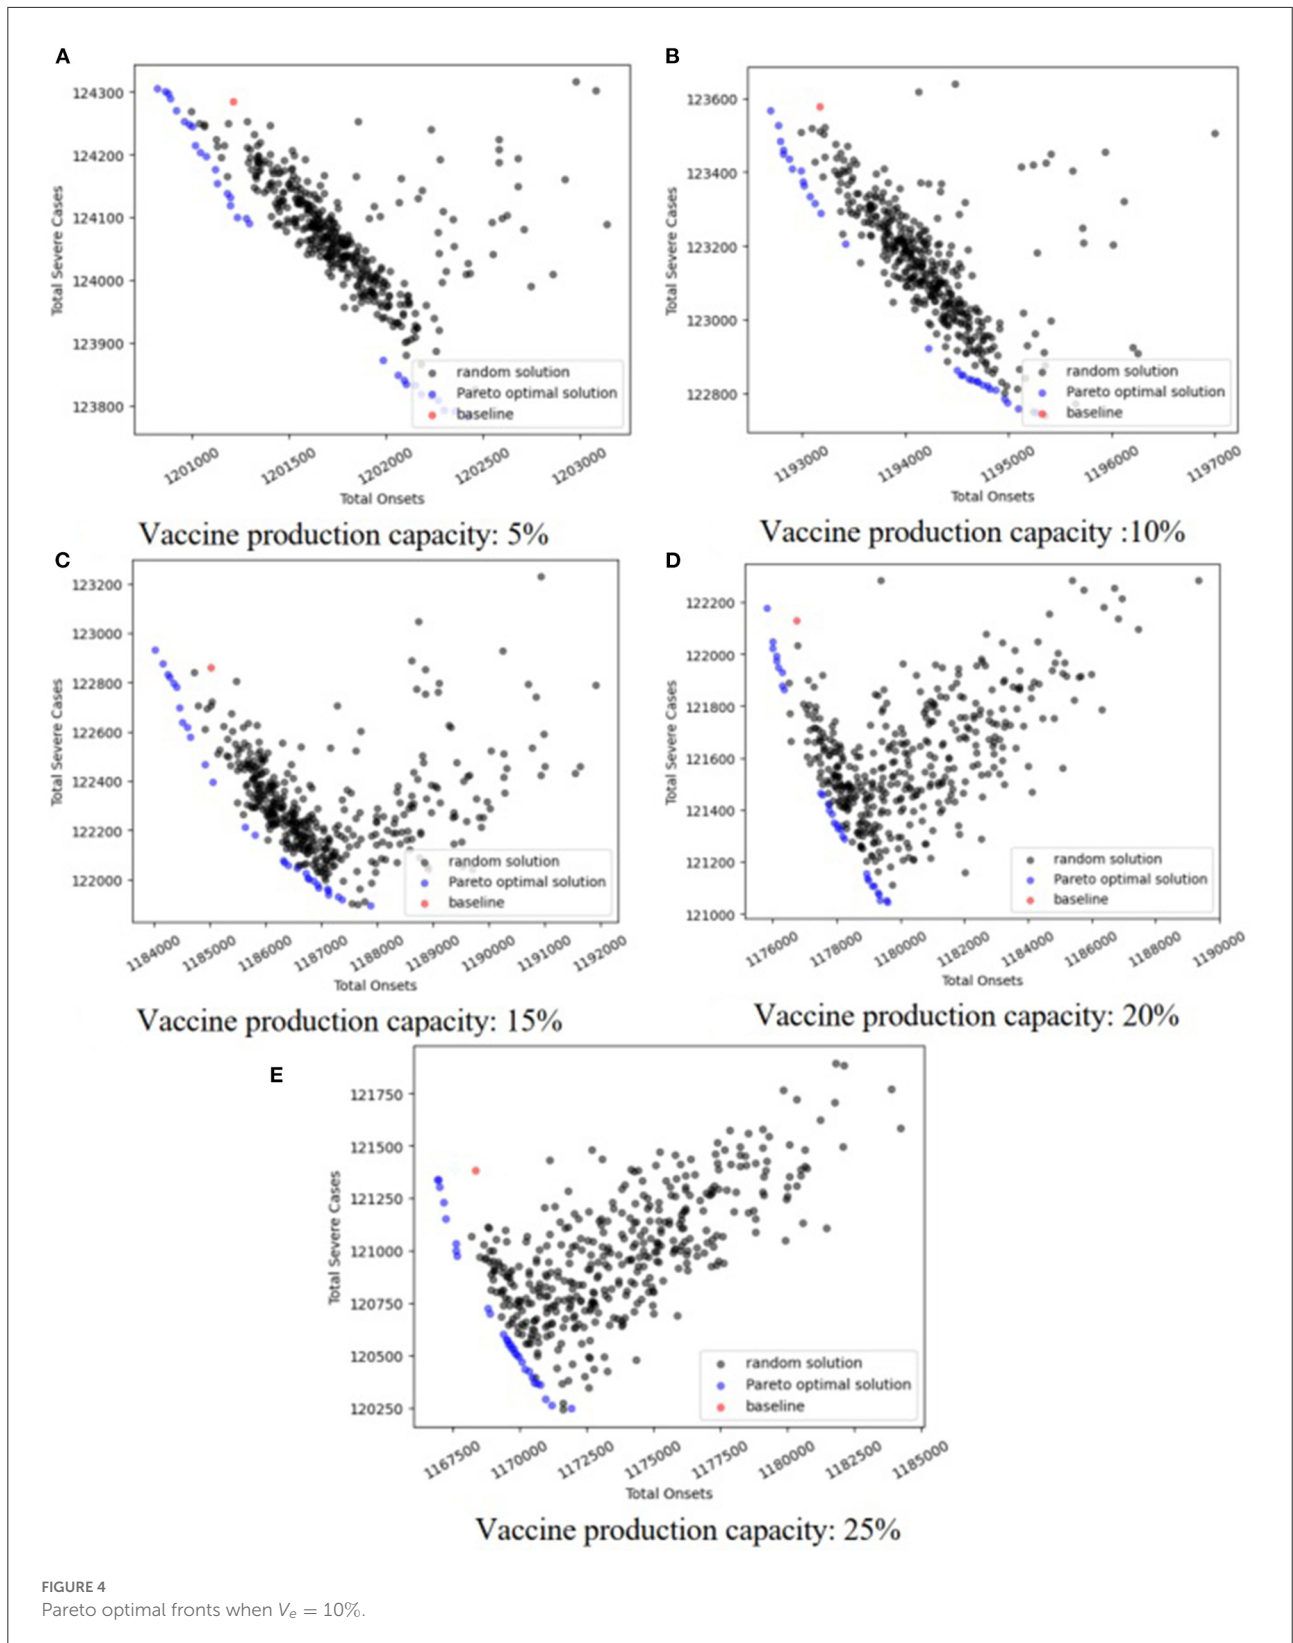 A
124300
124200
124100
124000
123900
123800
Total Severe Cases
random solution
Pareto optimal solution
baseline
1201000 1201500 1202000 1202500 1203000
Total Onsets
Vaccine production capacity: 5%
B
123600
123400
123200
123000
122800
Total Severe Cases
random solution
Pareto optimal solution
baseline
1193000 1194000 1195000 1196000 1197000
Total Onsets
Vaccine production capacity :10%
C
123200
123000
122800
122600
122400
122200
122000
Total Severe Cases
random solution
Pareto optimal solution
baseline
1184000 1185000 1186000 1187000 1188000 1189000 1190000 1191000 1192000
Total Onsets
Vaccine production capacity: 15%
D
122200
122000
121800
121600
121400
121200
121000
Total Severe Cases
random solution
Pareto optimal solution
baseline
1176000 1178000 1180000 1182000 1184000 1186000 1188000 1190000
Total Onsets
Vaccine production capacity: 20%
E
121750
121500
121250
121000
120750
120500
120250
Total Severe Cases
random solution
Pareto optimal solution
baseline
1167500 1170000 1172500 1175000 1177500 1180000 1182500 1185000
Total Onsets
Vaccine production capacity: 25%
FIGURE 4
Pareto optimal fronts when Ve = 10%.